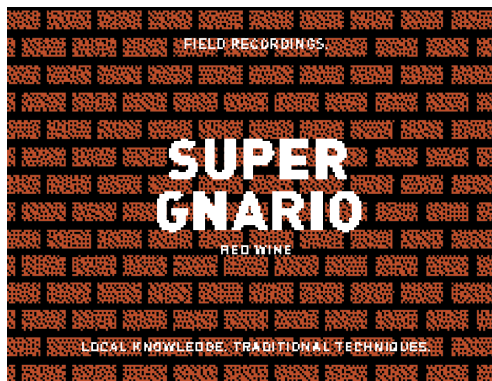 FIELD RECORDINGS.
SUPER
GNARIO
RED WINE
LOCAL KNOWLEDGE. TRADITIONAL TECHNIQUES.